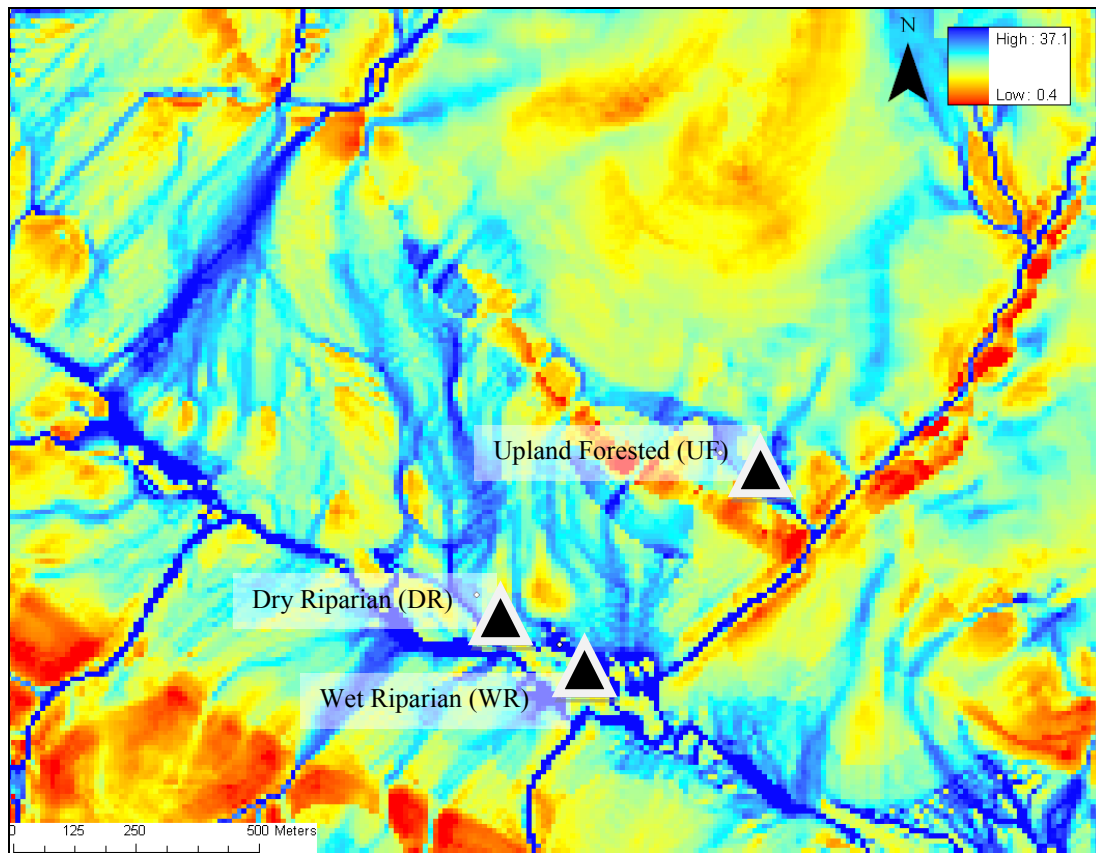 N
High : 37.1
Low : 0.4
Upland Forested (UF)
Dry Riparian (DR)
Wet Riparian (WR)
0 125 250 500 Meters